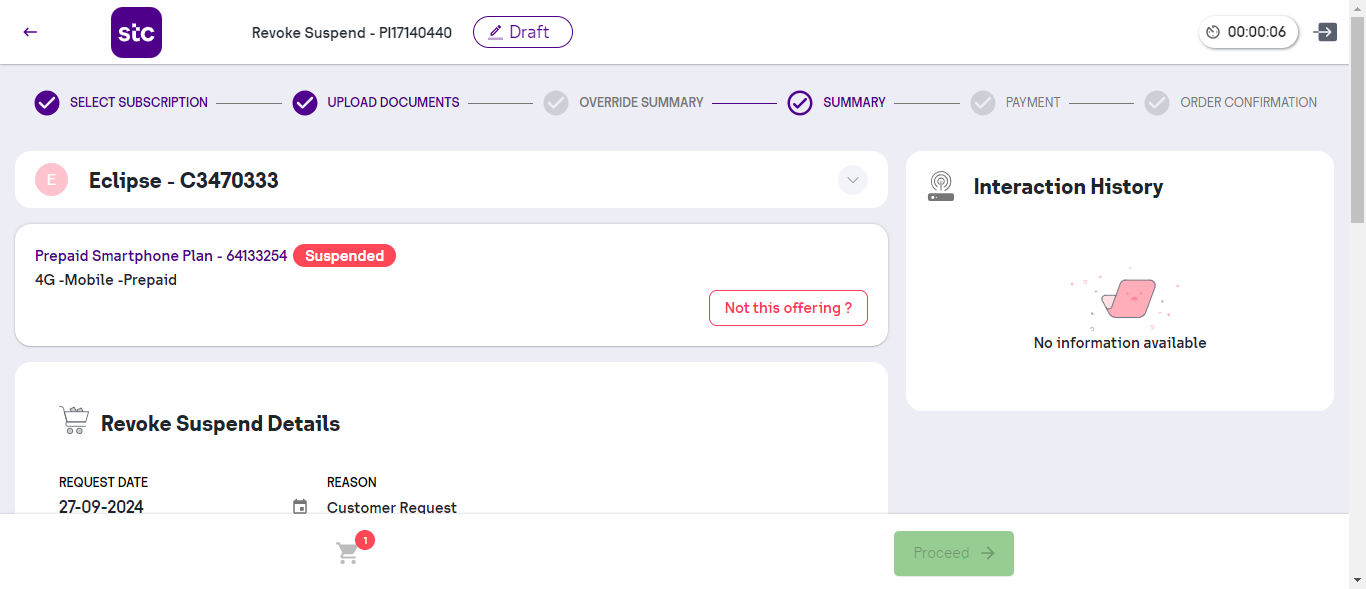 stc
Revoke Suspend - PI17140440
Draft
00:00:06
SELECT SUBSCRIPTION
UPLOAD DOCUMENTS
OVERRIDE SUMMARY
SUMMARY
PAYMENT
ORDER CONFIRMATION
E
Eclipse - C3470333
Interaction History
Prepaid Smartphone Plan - 64133254 Suspended
4G -Mobile -Prepaid
Not this offering ?
No information available
Revoke Suspend Details
REQUEST DATE
27-09-2024
REASON
Customer Request
1
Proceed